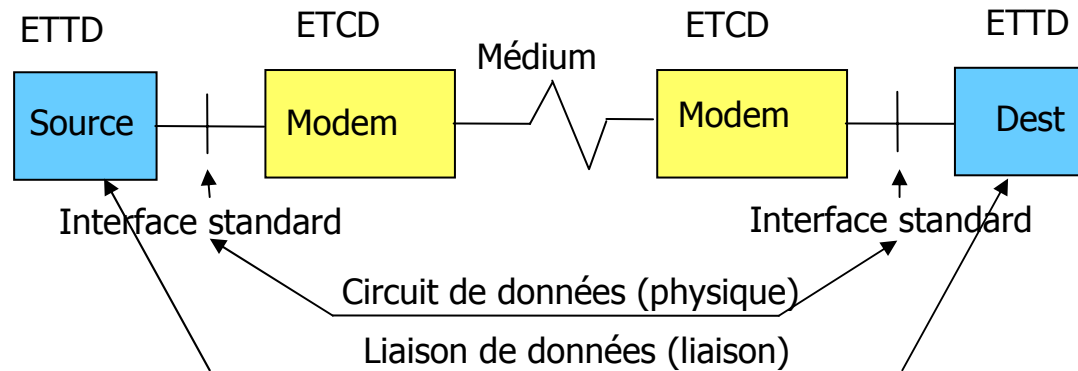 ETTD
ETCD
ETCD
ETTD
Médium
Source
Modem
Modem
Dest
Interface standard
Interface standard
Circuit de données (physique)
Liaison de données (liaison)